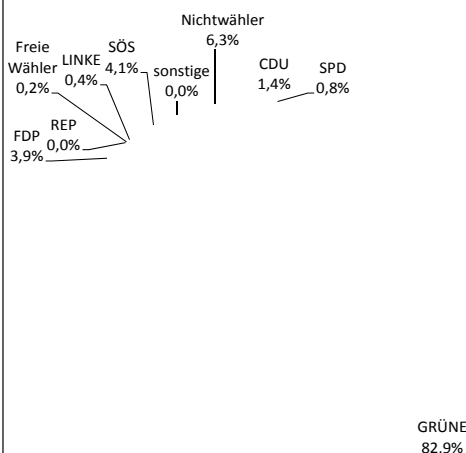 Nichtwähler
6,3%
Freie
Wähler
0,2%
LINKE
0,4%
SÖS
4,1%
sonstige
0,0%
CDU
1,4%
SPD
0,8%
FDP
3,9%
REP
0,0%
GRÜNE
82,9%